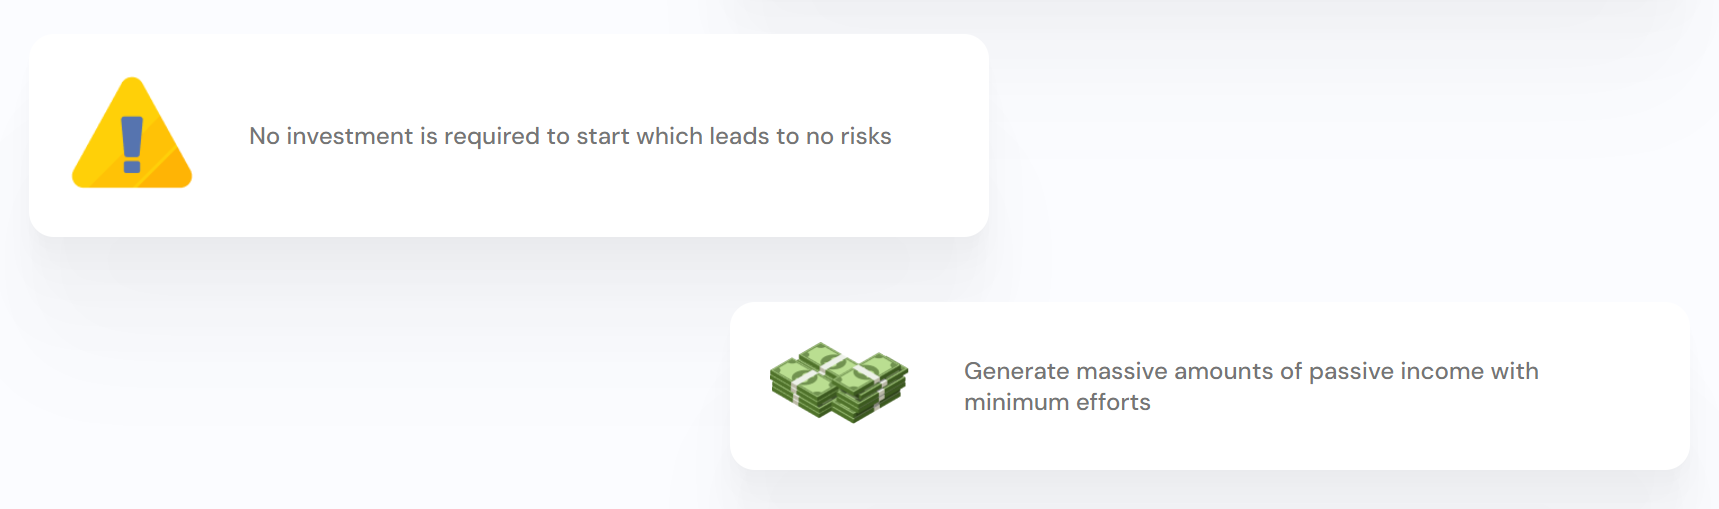 No investment is required to start which leads to no risks
Generate massive amounts of passive income with
minimum efforts